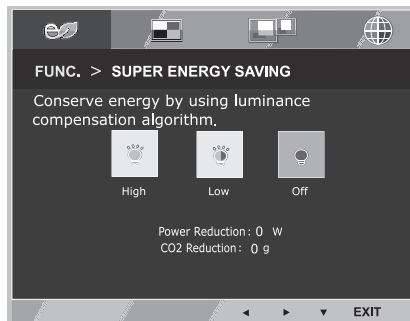 FUNC. > SUPER ENERGY SAVING
Conserve energy by using luminance
compensation algorithm.
High Low Off
Power Reduction: 0 W
CO2 Reduction: 0 g
EXIT